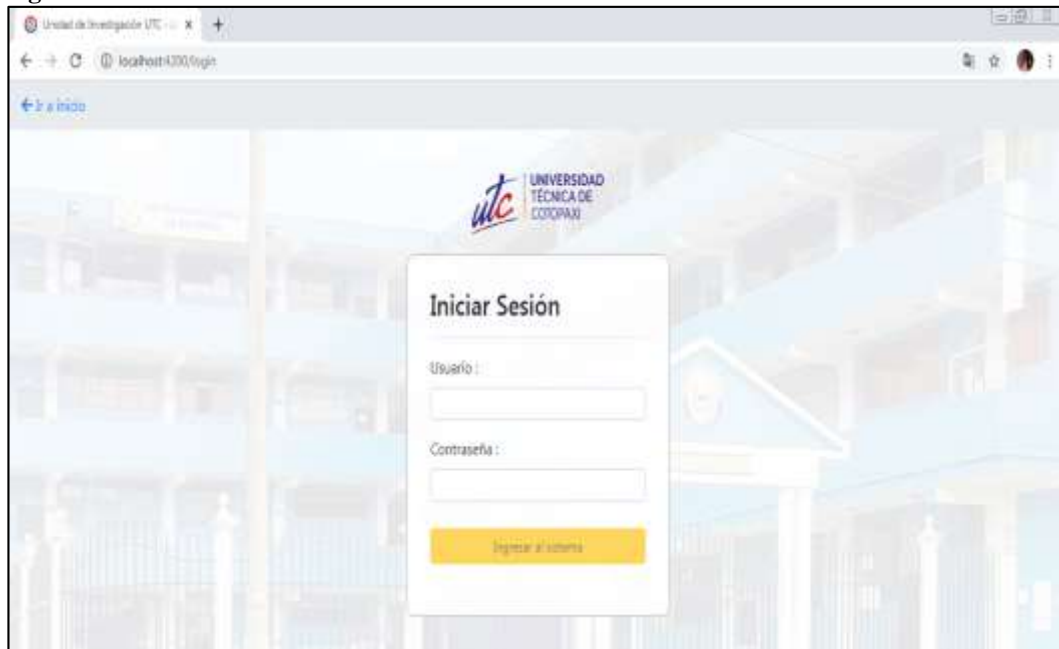 Unidad de Investigación UTC -
localhost:4200/login
Ir a inicio
utc
UNIVERSIDAD
TÉCNICA DE
COTOPAXI
Iniciar Sesión
Usuario :
Contraseña :
Ingresar al sistema